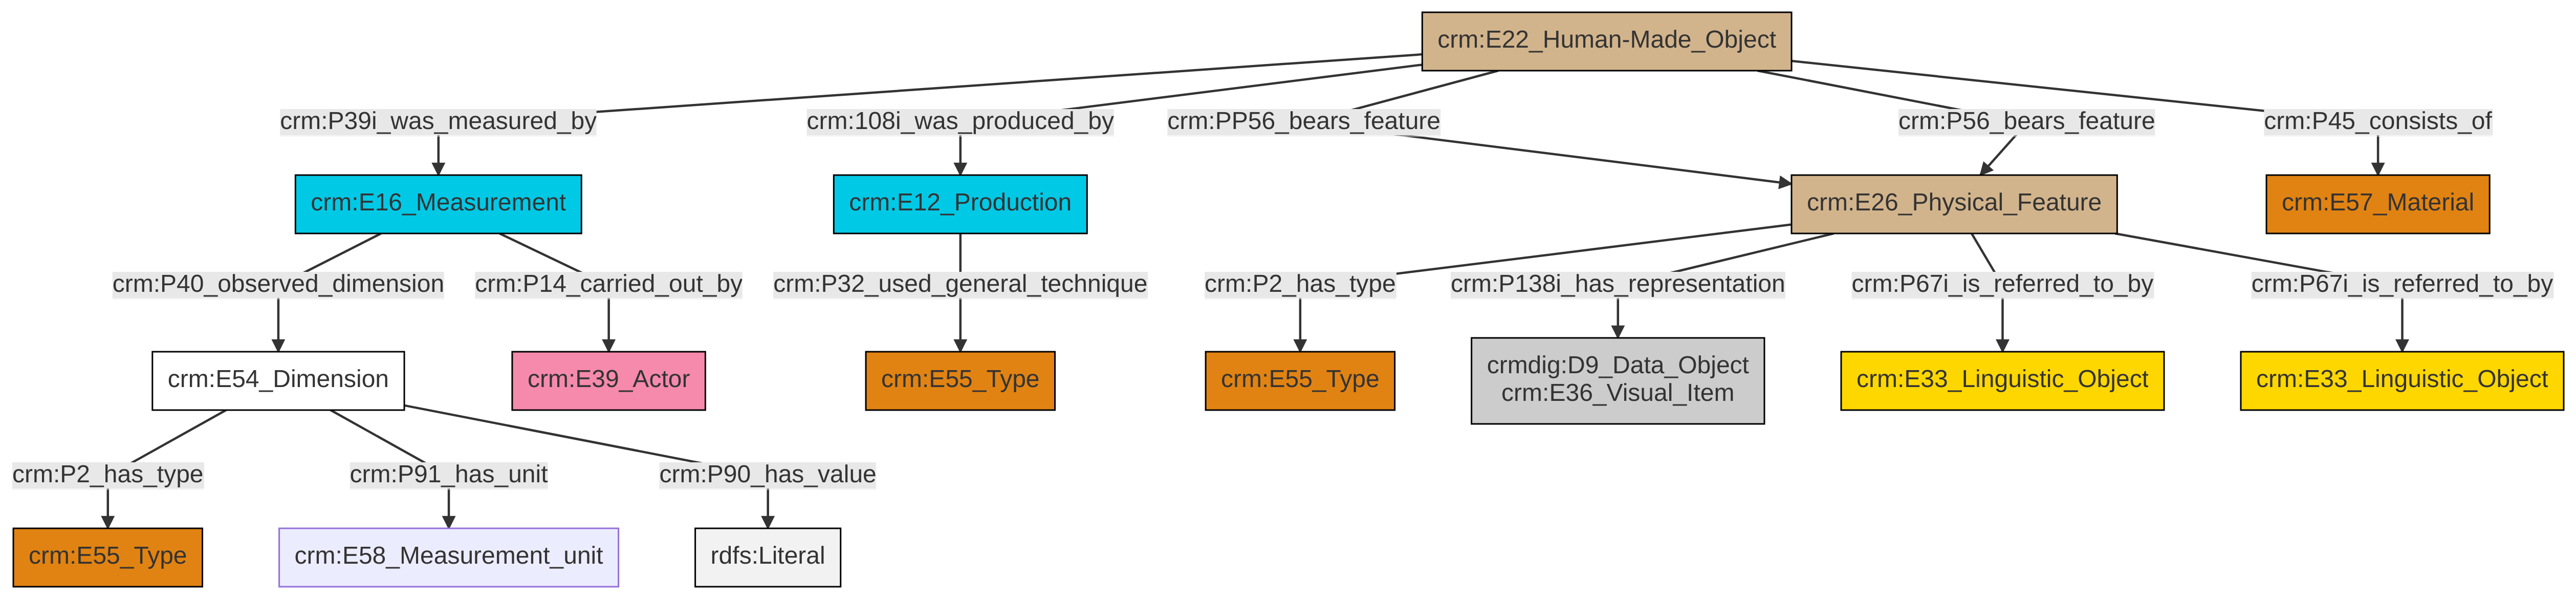 crm:E22_Human-Made_Object
crm:P39i_was_measured_by
crm:108i_was_produced_by
crm:PP56_bears_feature
crm:P56_bears_feature
crm:P45_consists_of
crm:E16_Measurement
crm:E12_Production
crm:E26_Physical_Feature
crm:E57_Material
crm:P40_observed_dimension
crm:P14_carried_out_by
crm:P32_used_general_technique
crm:P2_has_type
crm:P138i_has_representation
crm:P67i_is_referred_to_by
crm:P67i_is_referred_to_by
crm:E54_Dimension
crm:E39_Actor
crm:E55_Type
crm:E55_Type
crmdig:D9_Data_Object
crm:E36_Visual_Item
crm:E33_Linguistic_Object
crm:E33_Linguistic_Object
crm:P2_has_type
crm:P91_has_unit
crm:P90_has_value
crm:E55_Type
crm:E58_Measurement_unit
rdfs:Literal